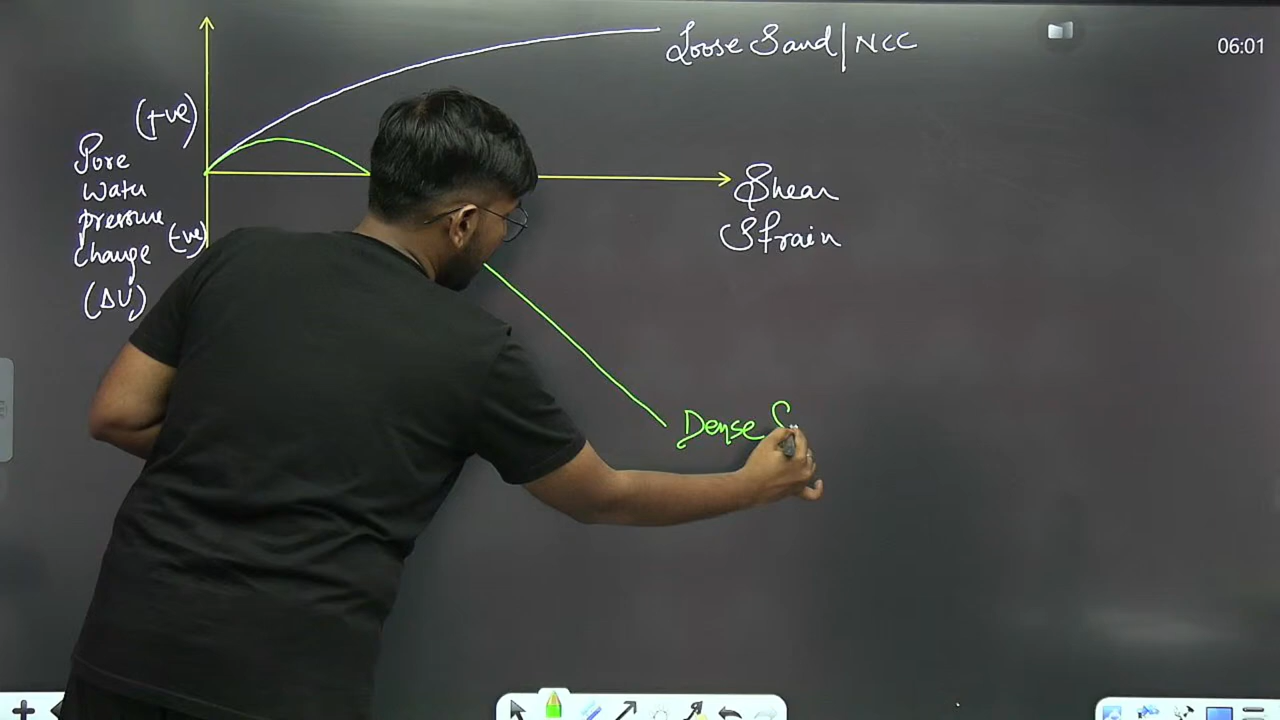 Loose Sand | NCC
06:01
(+ve)
Pore
Water
pressure
change
(-ve)
(ΔU)
Shear
Strain
Dense S